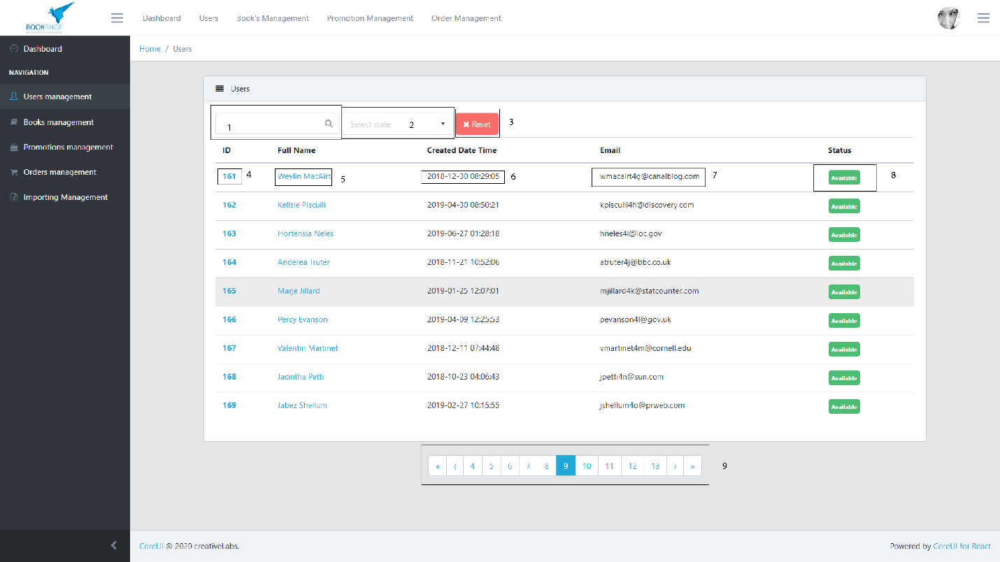 BOOKSHOP
Dashboard Users Book's Management Promotion Management Order Management
Dashboard
NAVIGATION
Users management
Books management
Promotions management
Orders management
Importing Management
Home / Users
Users
1 Select state 2 ✖ Reset 3
ID Full Name Created Date Time Email Status
161 4 Weylin MacAirt 5 2018-12-30 08:29:05 6 wmacairt4g@canalblog.com 7 Available 8
162 Kellsie Pisculli 2019-04-30 08:50:21 kpisculli4h@discovery.com Available
163 Hortensia Neles 2019-06-27 01:28:18 hneles4i@loc.gov Available
164 Anderea Truter 2018-11-21 10:52:06 atruter4j@bbc.co.uk Available
165 Marje Jillard 2019-01-25 12:07:01 mjillard4k@statcounter.com Available
166 Percy Evanson 2019-04-09 12:25:53 pevanson4l@gov.uk Available
167 Valentin Martinet 2018-12-11 07:44:48 vmartinet4m@cornell.edu Available
168 Jacintha Petti 2018-10-23 04:06:43 jpetti4n@sun.com Available
169 Jabez Shellum 2019-02-27 10:15:55 jshellum4o@prweb.com Available
« ⟨ 4 5 6 7 8 9 10 11 12 13 ⟩ » 9
CoreUI © 2020 creativeLabs. Powered by CoreUI for React